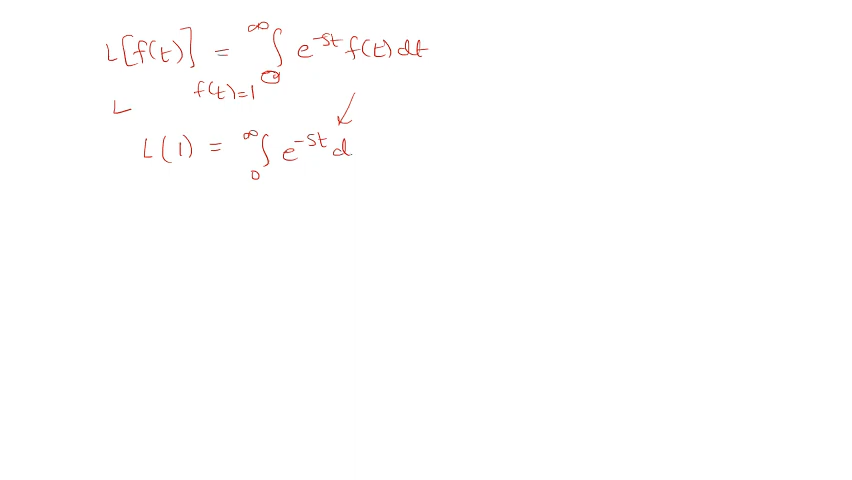 L[f(t)] = ∫₀^∞ e^{-st} f(t) dt
f(t)=1
L
L(1) = ∫₀^∞ e^{-st} d